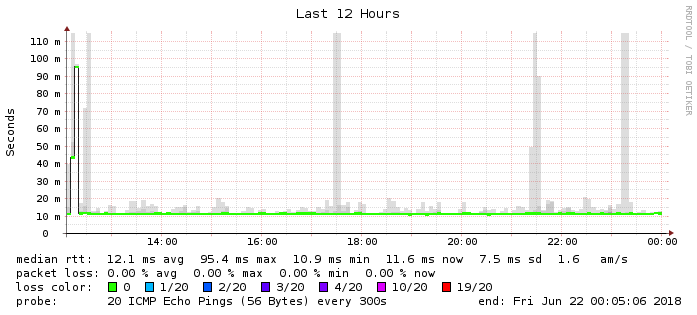 Last 12 Hours
RRDTOOL / TOBI OETIKER
Seconds
110 m
100 m
90 m
80 m
70 m
60 m
50 m
40 m
30 m
20 m
10 m
0
14:00 16:00 18:00 20:00 22:00 00:00
median rtt: 12.1 ms avg 95.4 ms max 10.9 ms min 11.6 ms now 7.5 ms sd 1.6 am/s
packet loss: 0.00 % avg 0.00 % max 0.00 % min 0.00 % now
loss color: 0 1/20 2/20 3/20 4/20 10/20 19/20
probe: 20 ICMP Echo Pings (56 Bytes) every 300s end: Fri Jun 22 00:05:06 2018